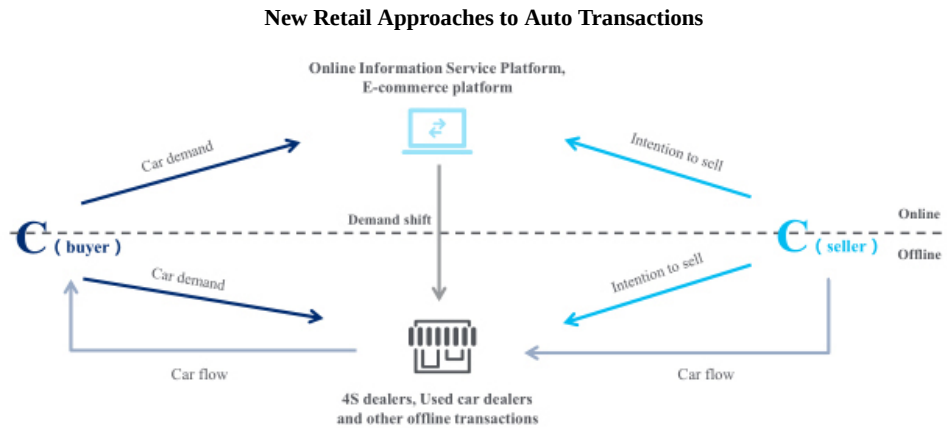 New Retail Approaches to Auto Transactions
Online Information Service Platform,
E-commerce platform
Car demand
Intention to sell
Demand shift
Online
C (buyer)
C (seller)
Offline
Car demand
Intention to sell
Car flow
Car flow
4S dealers, Used car dealers
and other offline transactions